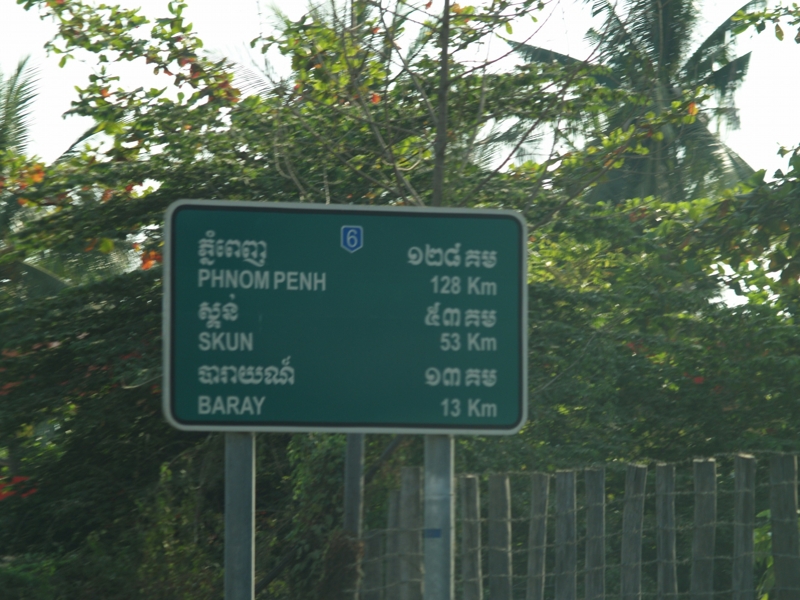 6
ភ្នំពេញ ១២៨ គម
PHNOM PENH 128 Km
ស្គន់ ៥៣ គម
SKUN 53 Km
បារាយណ៍ ១៣ គម
BARAY 13 Km